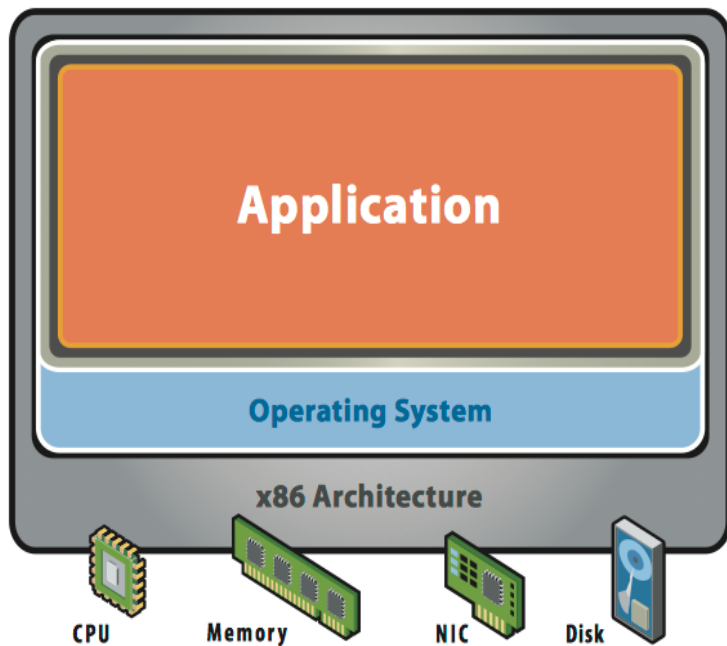 Application
Operating System
x86 Architecture
CPU Memory NIC Disk